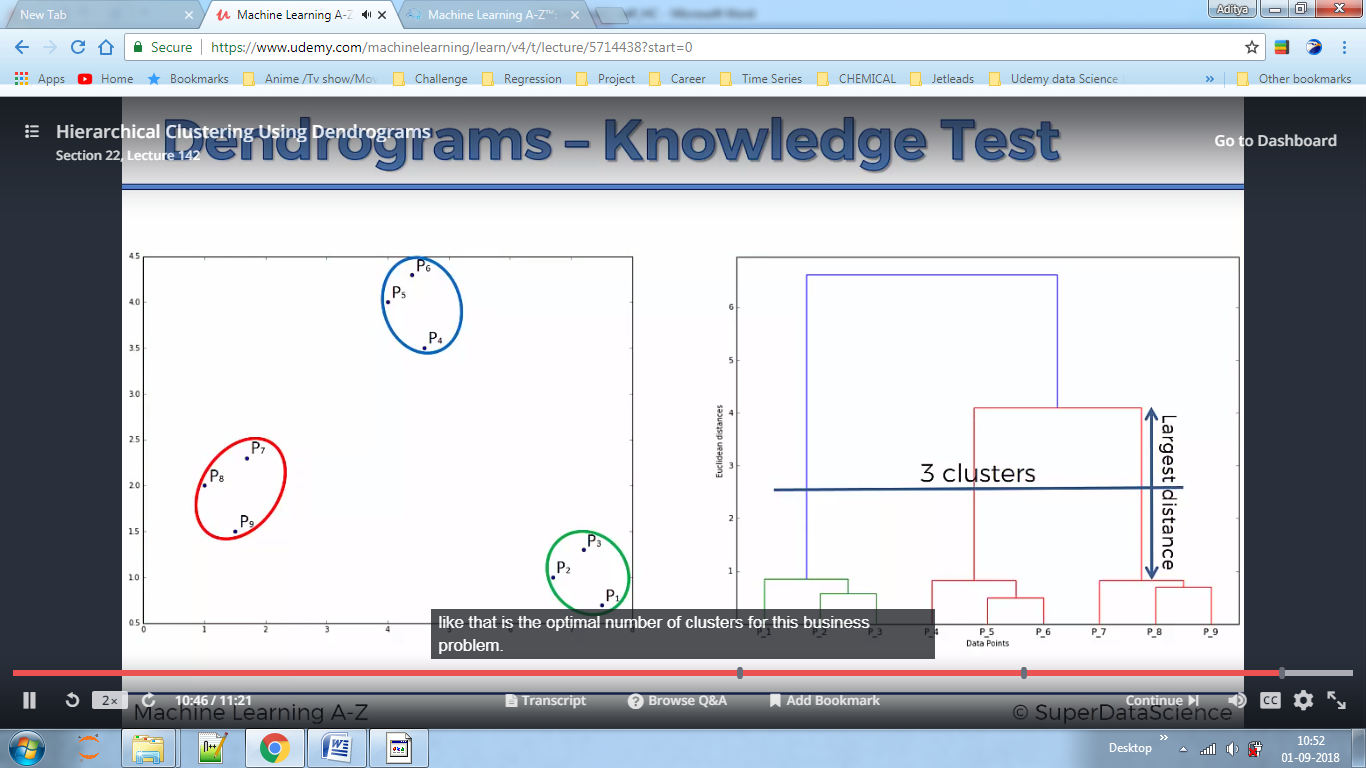 Aditya
New Tab
Machine Learning A-Z
Machine Learning A-Z™:
Microsoft Word
Secure
https://www.udemy.com/machinelearning/learn/v4/t/lecture/5714438?start=0
Apps Home Bookmarks Anime /Tv show/Mov Challenge Regression Project Career Time Series CHEMICAL Jetleads Udemy data Science » Other bookmarks
Hierarchical Clustering Using Dendrograms
Section 22, Lecture 142
Go to Dashboard
Dendrograms – Knowledge Test
4.5
4.0
3.5
3.0
2.5
2.0
1.5
1.0
0.5
0 1 2 3 4 5 6 7 8
P6
P5
P4
P7
P8
P9
P3
P2
P1
6
5
4
3
2
1
Euclidean distances
3 clusters
Largest distance
P_1 P_2 P_3 P_4 P_5 P_6 P_7 P_8 P_9
Data Points
like that is the optimal number of clusters for this business
problem.
2x
10:46 / 11:21
Transcript
Browse Q&A
Add Bookmark
Continue
CC
Machine Learning A-Z
© SuperDataScience
N++
W
Desktop »
10:52
01-09-2018